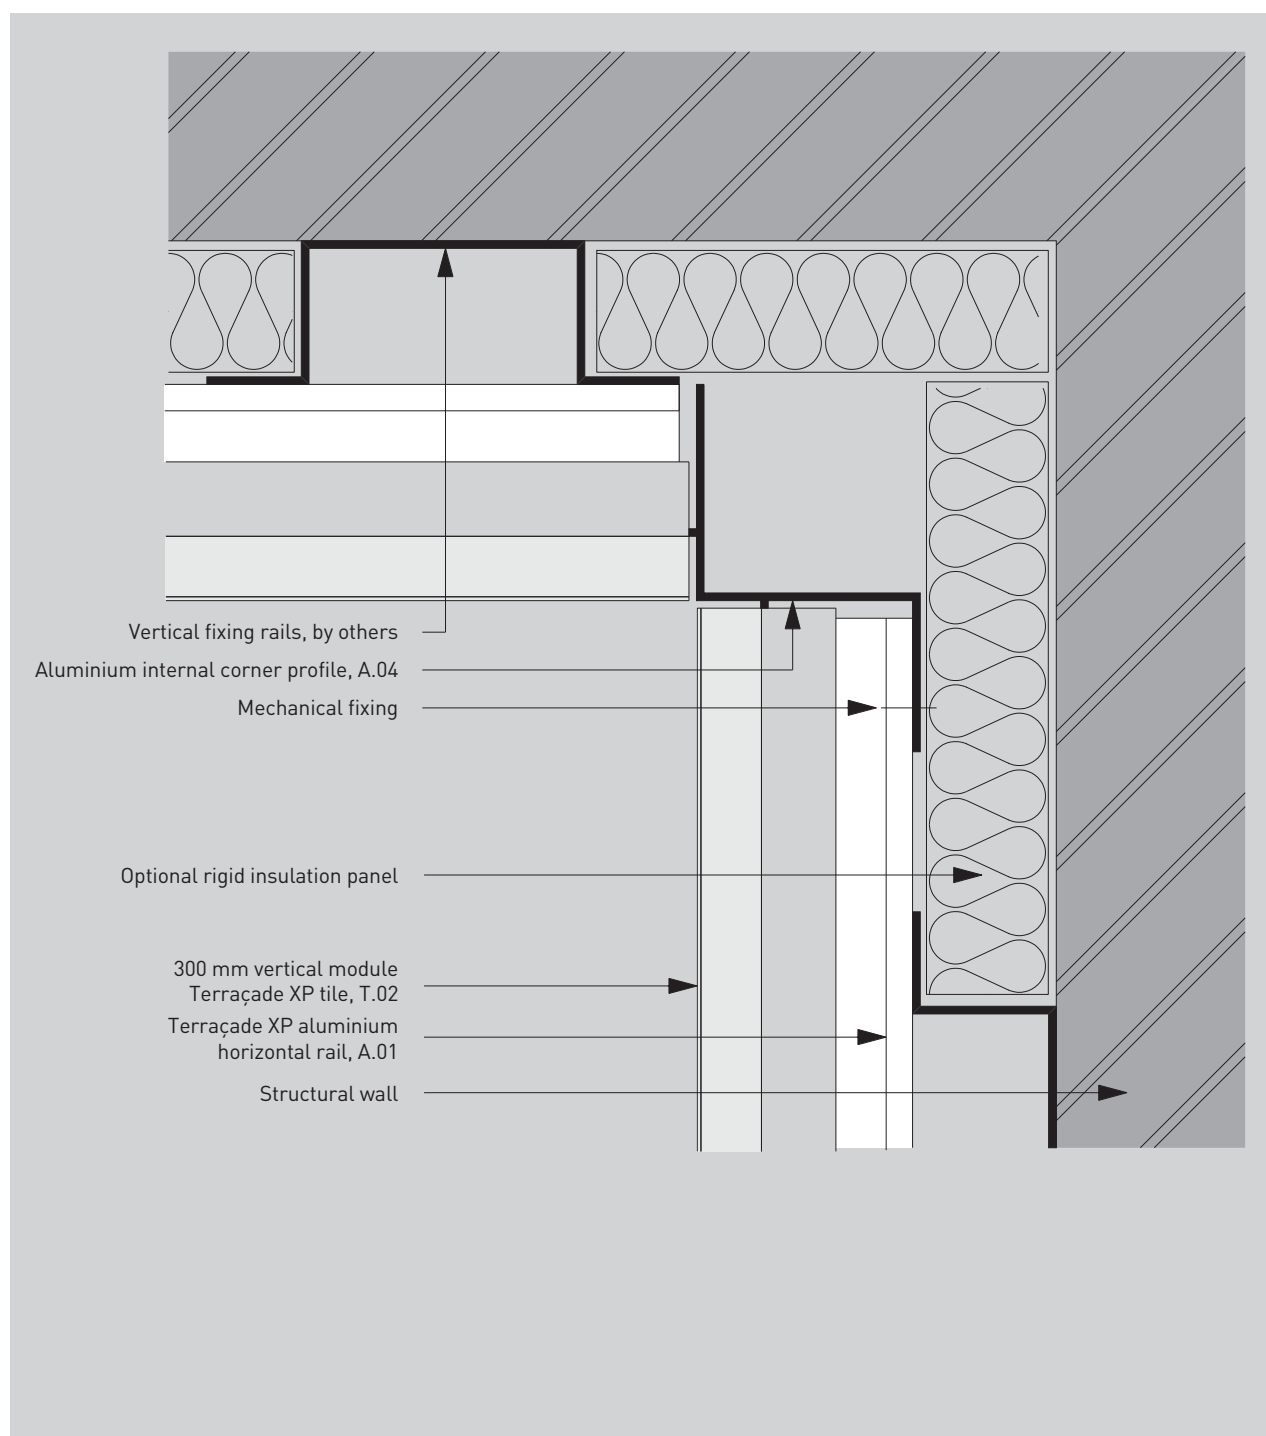 Vertical fixing rails, by others
Aluminium internal corner profile, A.04
Mechanical fixing
Optional rigid insulation panel
300 mm vertical module
Terraçade XP tile, T.02
Terraçade XP aluminium
horizontal rail, A.01
Structural wall